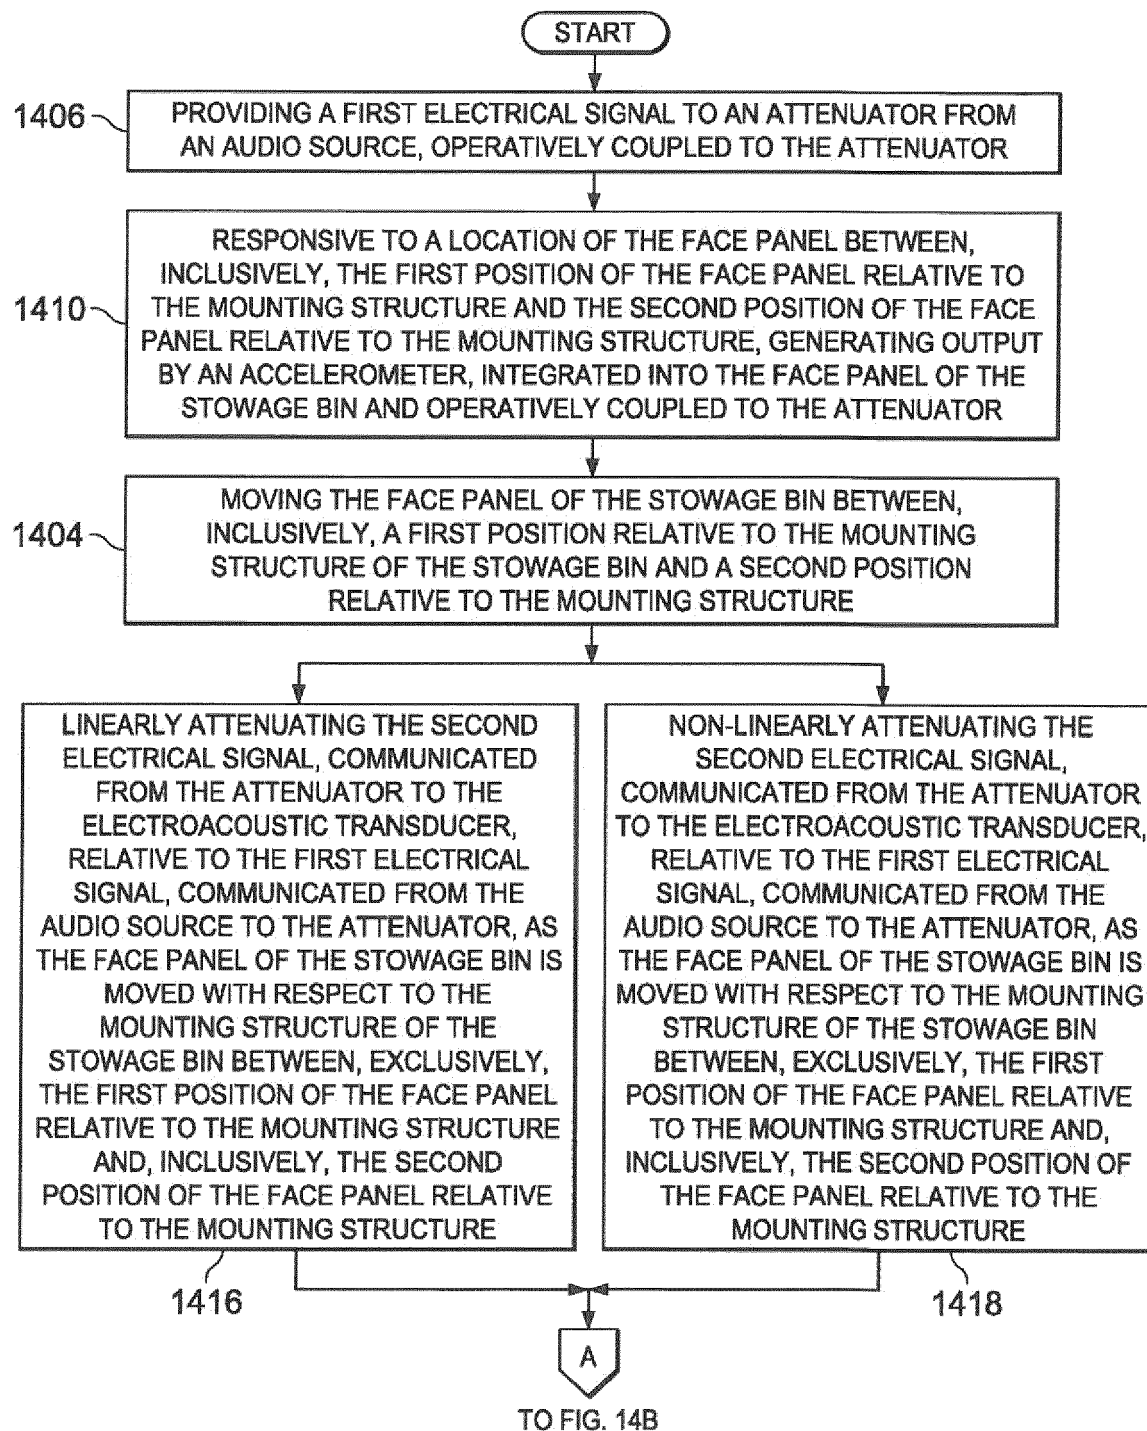 START
1406
PROVIDING A FIRST ELECTRICAL SIGNAL TO AN ATTENUATOR FROM
AN AUDIO SOURCE, OPERATIVELY COUPLED TO THE ATTENUATOR
1410
RESPONSIVE TO A LOCATION OF THE FACE PANEL BETWEEN,
INCLUSIVELY, THE FIRST POSITION OF THE FACE PANEL RELATIVE TO
THE MOUNTING STRUCTURE AND THE SECOND POSITION OF THE FACE
PANEL RELATIVE TO THE MOUNTING STRUCTURE, GENERATING OUTPUT
BY AN ACCELEROMETER, INTEGRATED INTO THE FACE PANEL OF THE
STOWAGE BIN AND OPERATIVELY COUPLED TO THE ATTENUATOR
1404
MOVING THE FACE PANEL OF THE STOWAGE BIN BETWEEN,
INCLUSIVELY, A FIRST POSITION RELATIVE TO THE MOUNTING
STRUCTURE OF THE STOWAGE BIN AND A SECOND POSITION
RELATIVE TO THE MOUNTING STRUCTURE
LINEARLY ATTENUATING THE SECOND
ELECTRICAL SIGNAL, COMMUNICATED
FROM THE ATTENUATOR TO THE
ELECTROACOUSTIC TRANSDUCER,
RELATIVE TO THE FIRST ELECTRICAL
SIGNAL, COMMUNICATED FROM THE
AUDIO SOURCE TO THE ATTENUATOR, AS
THE FACE PANEL OF THE STOWAGE BIN IS
MOVED WITH RESPECT TO THE
MOUNTING STRUCTURE OF THE
STOWAGE BIN BETWEEN, EXCLUSIVELY,
THE FIRST POSITION OF THE FACE PANEL
RELATIVE TO THE MOUNTING STRUCTURE
AND, INCLUSIVELY, THE SECOND
POSITION OF THE FACE PANEL RELATIVE
TO THE MOUNTING STRUCTURE
1416
NON-LINEARLY ATTENUATING THE
SECOND ELECTRICAL SIGNAL,
COMMUNICATED FROM THE ATTENUATOR
TO THE ELECTROACOUSTIC TRANSDUCER,
RELATIVE TO THE FIRST ELECTRICAL
SIGNAL, COMMUNICATED FROM THE
AUDIO SOURCE TO THE ATTENUATOR, AS
THE FACE PANEL OF THE STOWAGE BIN IS
MOVED WITH RESPECT TO THE MOUNTING
STRUCTURE OF THE STOWAGE BIN
BETWEEN, EXCLUSIVELY, THE FIRST
POSITION OF THE FACE PANEL RELATIVE
TO THE MOUNTING STRUCTURE AND,
INCLUSIVELY, THE SECOND POSITION OF
THE FACE PANEL RELATIVE TO THE
MOUNTING STRUCTURE
1418
A
TO FIG. 14B